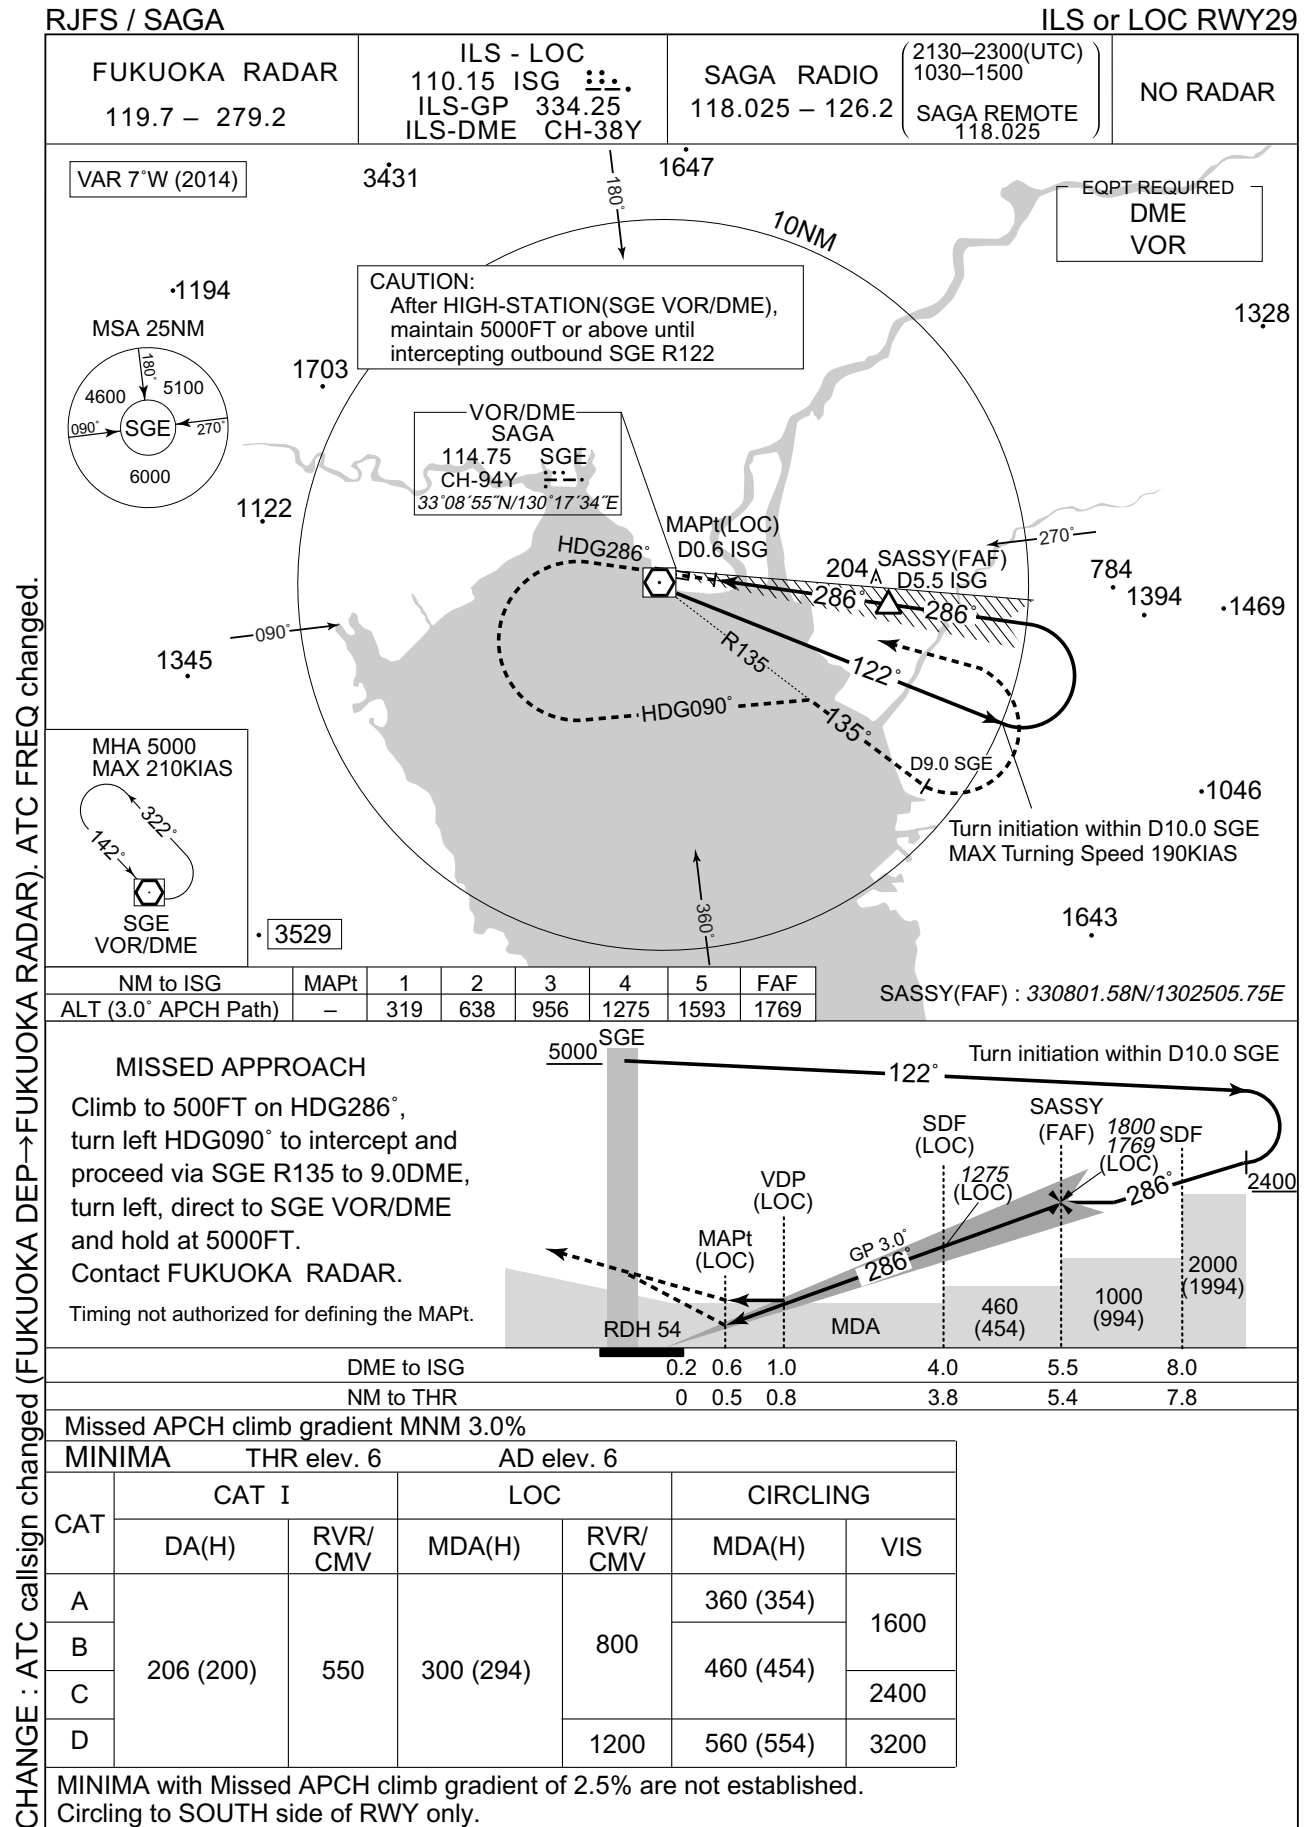 RJFS / SAGA
ILS or LOC RWY29
FUKUOKA RADAR
119.7 – 279.2
ILS - LOC
110.15 ISG
ILS-GP 334.25
ILS-DME CH-38Y
SAGA RADIO
118.025 – 126.2
2130–2300(UTC)
1030–1500
SAGA REMOTE
118.025
NO RADAR
VAR 7˚W (2014)
3431
1647
180˚
10NM
EQPT REQUIRED
DME
VOR
CAUTION:
After HIGH-STATION(SGE VOR/DME),
maintain 5000FT or above until
intercepting outbound SGE R122
1194
1328
MSA 25NM
180˚
4600
5100
090˚
SGE
270˚
6000
1703
VOR/DME
SAGA
114.75 SGE
CH-94Y
33˚08´55˝N/130˚17´34˝E
1122
MAPt(LOC)
D0.6 ISG
HDG286˚
270˚
204
SASSY(FAF)
D5.5 ISG
784
1394
1469
286˚
286˚
090˚
R135
122˚
1345
HDG090˚
135˚
D9.0 SGE
MHA 5000
MAX 210KIAS
322˚
142˚
SGE
VOR/DME
1046
Turn initiation within D10.0 SGE
MAX Turning Speed 190KIAS
360˚
1643
3529
NM to ISG MAPt 1 2 3 4 5 FAF
ALT (3.0˚ APCH Path) – 319 638 956 1275 1593 1769
SASSY(FAF) : 330801.58N/1302505.75E
MISSED APPROACH
Climb to 500FT on HDG286˚,
turn left HDG090˚ to intercept and
proceed via SGE R135 to 9.0DME,
turn left, direct to SGE VOR/DME
and hold at 5000FT.
Contact FUKUOKA RADAR.
Timing not authorized for defining the MAPt.
SGE
5000
Turn initiation within D10.0 SGE
122˚
SDF
(LOC)
SASSY
(FAF)
1800
1769
(LOC)
SDF
VDP
(LOC)
1275
(LOC)
286˚
2400
MAPt
(LOC)
GP 3.0˚
286˚
2000
(1994)
RDH 54
MDA
460
(454)
1000
(994)
DME to ISG 0.2 0.6 1.0 4.0 5.5 8.0
NM to THR 0 0.5 0.8 3.8 5.4 7.8
Missed APCH climb gradient MNM 3.0%
MINIMA THR elev. 6 AD elev. 6
CAT
CAT I
LOC
CIRCLING
DA(H)
RVR/
CMV
MDA(H)
RVR/
CMV
MDA(H)
VIS
A
B
C
D
206 (200)
550
300 (294)
800
1200
360 (354)
460 (454)
560 (554)
1600
2400
3200
MINIMA with Missed APCH climb gradient of 2.5% are not established.
Circling to SOUTH side of RWY only.
CHANGE : ATC callsign changed (FUKUOKA DEP→FUKUOKA RADAR). ATC FREQ changed.